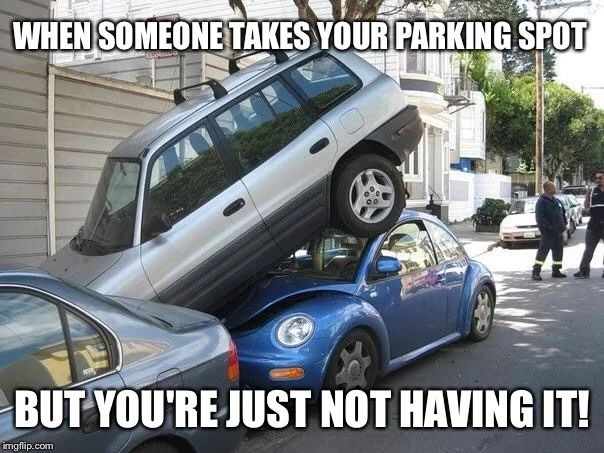 WHEN SOMEONE TAKES YOUR PARKING SPOT
BUT YOU'RE JUST NOT HAVING IT!
imgflip.com